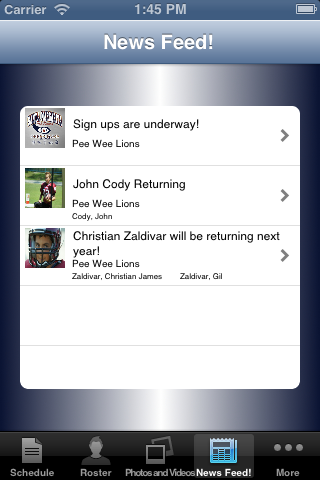 Carrier 1:45 PM
News Feed!
Sign ups are underway!
Pee Wee Lions
John Cody Returning
Pee Wee Lions
Cody, John
Christian Zaldivar will be returning next
year!
Pee Wee Lions
Zaldivar, Christian James Zaldivar, Gil
Schedule Roster Photos and Videos News Feed! More